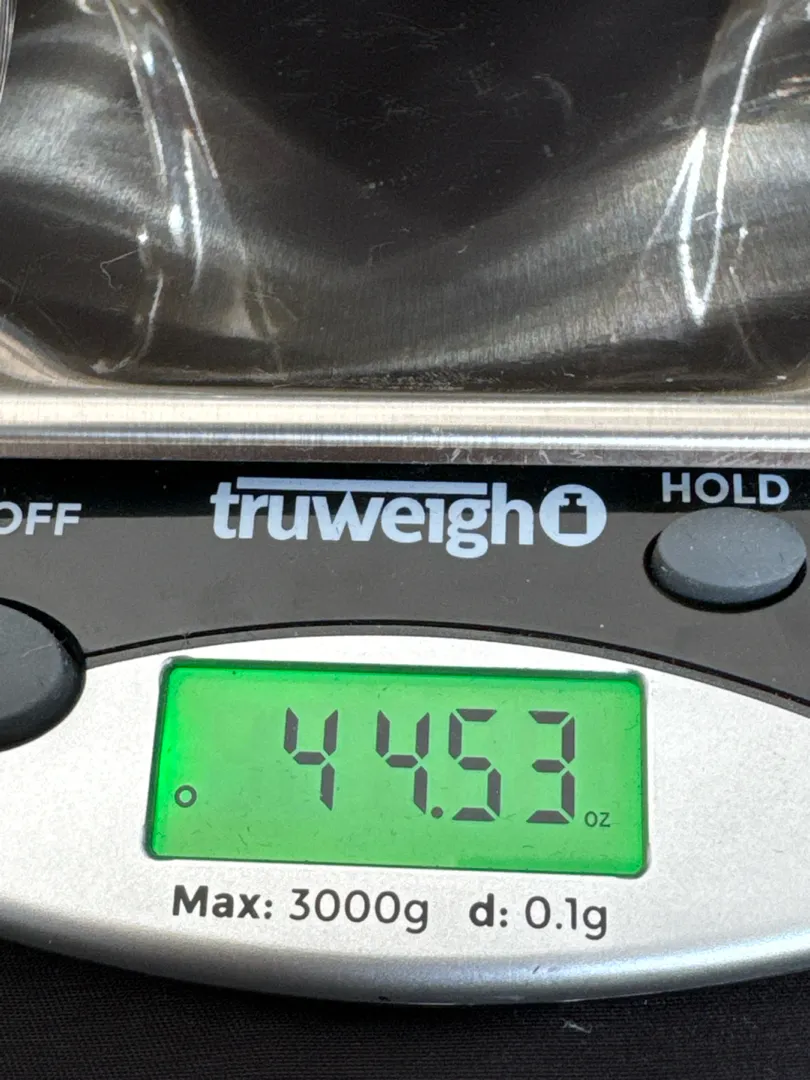 OFF
truweigh
HOLD
44.53 oz
Max: 3000g d: 0.1g